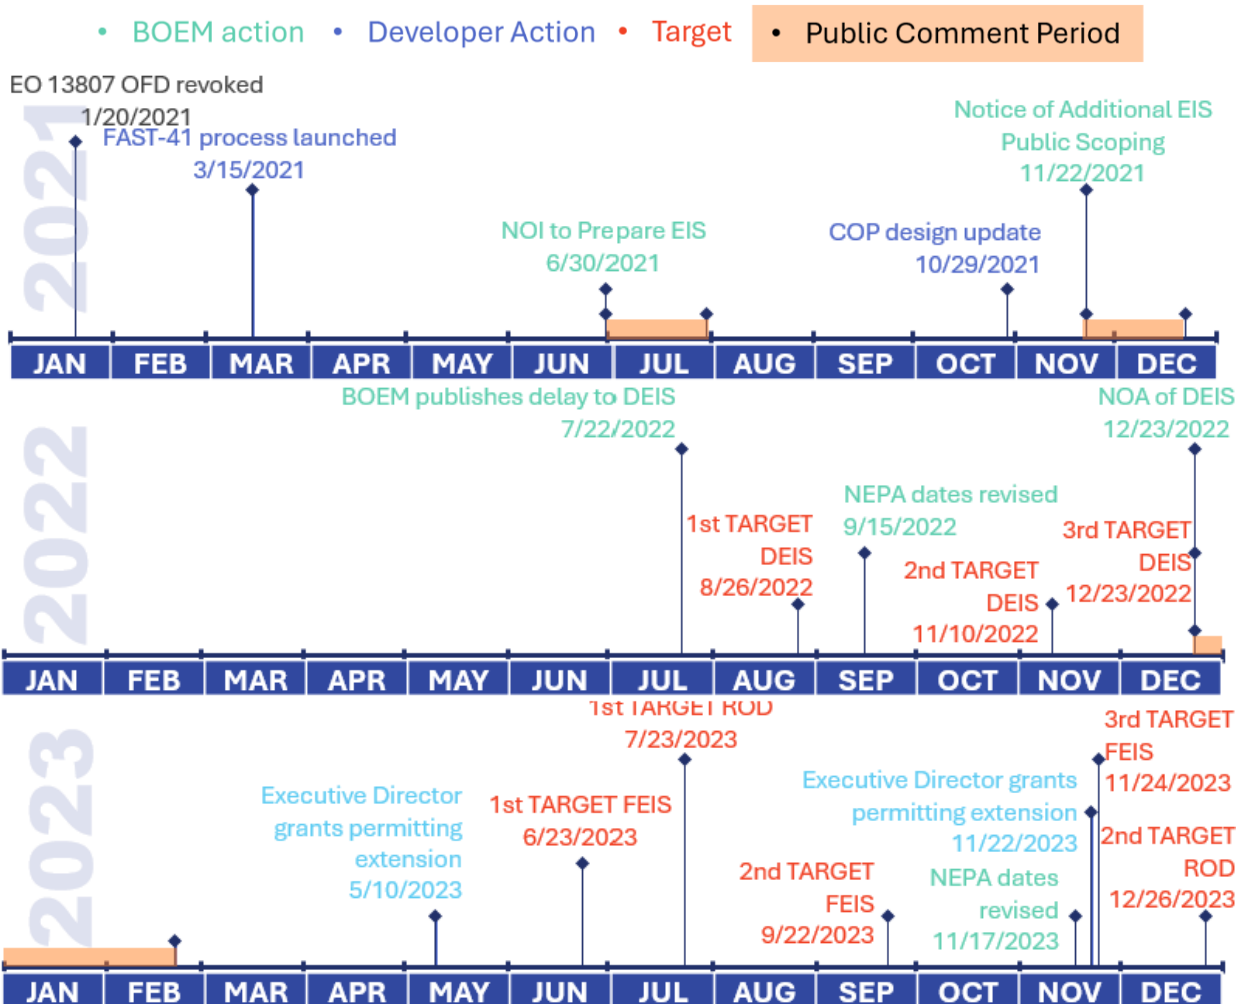 • BOEM action • Developer Action • Target • Public Comment Period
2021
EO 13807 OFD revoked
1/20/2021
FAST-41 process launched
3/15/2021
NOI to Prepare EIS
6/30/2021
COP design update
10/29/2021
Notice of Additional EIS
Public Scoping
11/22/2021
JAN FEB MAR APR MAY JUN JUL AUG SEP OCT NOV DEC
2022
BOEM publishes delay to DEIS
7/22/2022
1st TARGET
DEIS
8/26/2022
NEPA dates revised
9/15/2022
2nd TARGET
DEIS
11/10/2022
3rd TARGET
DEIS
12/23/2022
NOA of DEIS
12/23/2022
JAN FEB MAR APR MAY JUN JUL AUG SEP OCT NOV DEC
2023
Executive Director
grants permitting
extension
5/10/2023
1st TARGET FEIS
6/23/2023
1st TARGET ROD
7/23/2023
2nd TARGET
FEIS
9/22/2023
Executive Director grants
permitting extension
11/22/2023
NEPA dates
revised
11/17/2023
3rd TARGET
FEIS
11/24/2023
2nd TARGET
ROD
12/26/2023
JAN FEB MAR APR MAY JUN JUL AUG SEP OCT NOV DEC